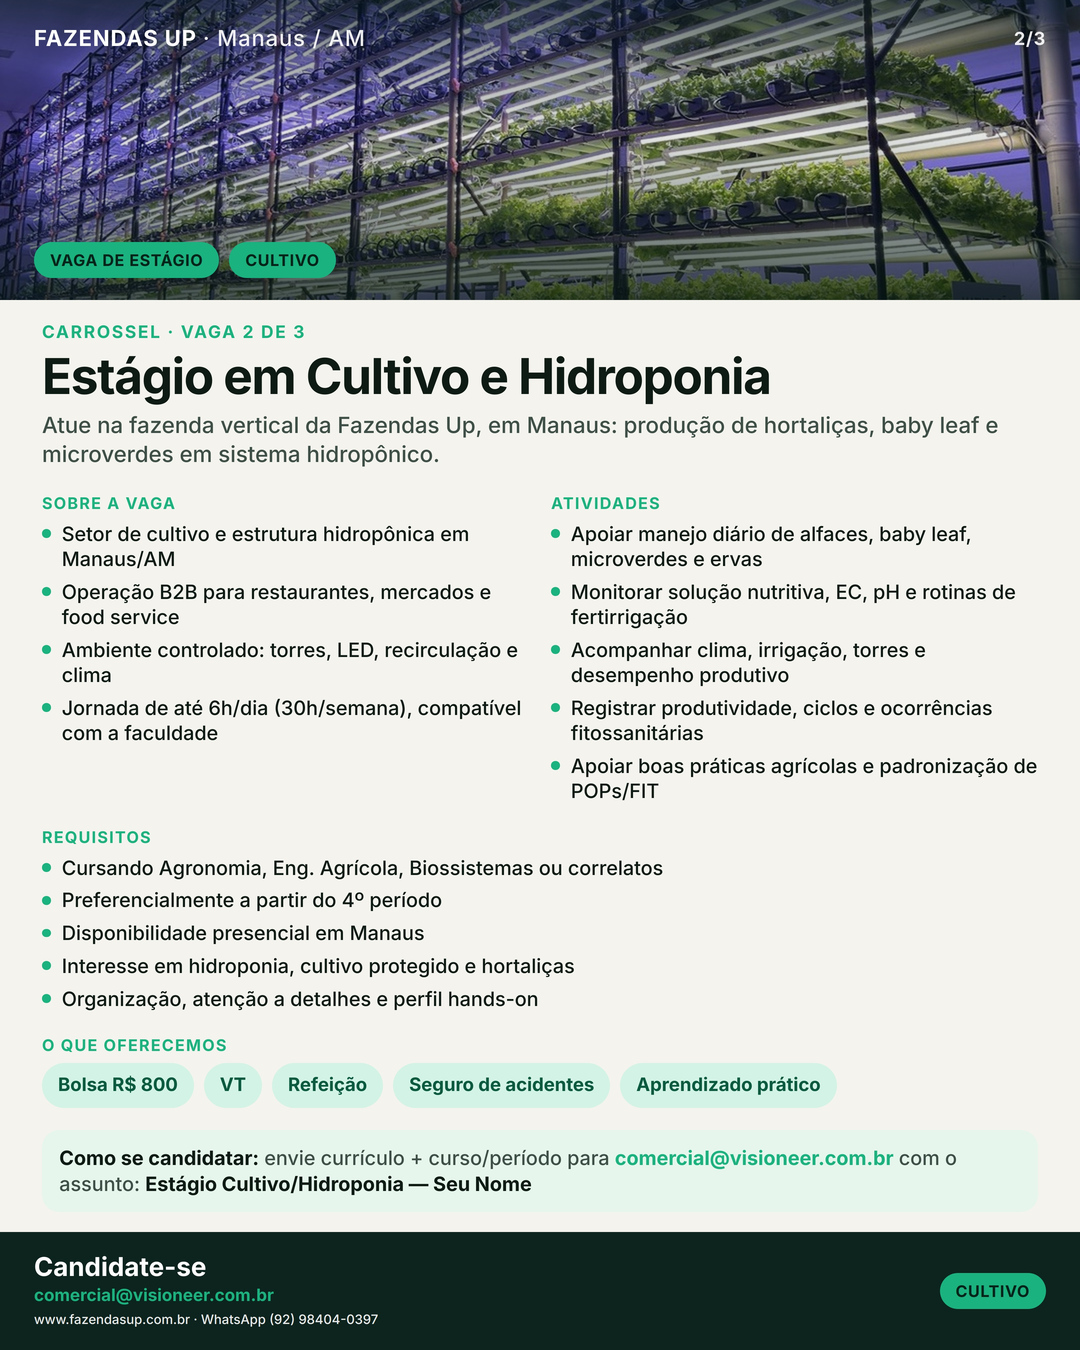 FAZENDAS UP · Manaus / AM
2/3
VAGA DE ESTÁGIO
CULTIVO
CARROSSEL · VAGA 2 DE 3
Estágio em Cultivo e Hidroponia
Atue na fazenda vertical da Fazendas Up, em Manaus: produção de hortaliças, baby leaf e
microverdes em sistema hidropônico.
SOBRE A VAGA
Setor de cultivo e estrutura hidropônica em
Manaus/AM
Operação B2B para restaurantes, mercados e
food service
Ambiente controlado: torres, LED, recirculação e
clima
Jornada de até 6h/dia (30h/semana), compatível
com a faculdade
ATIVIDADES
Apoiar manejo diário de alfaces, baby leaf,
microverdes e ervas
Monitorar solução nutritiva, EC, pH e rotinas de
fertirrigação
Acompanhar clima, irrigação, torres e
desempenho produtivo
Registrar produtividade, ciclos e ocorrências
fitossanitárias
Apoiar boas práticas agrícolas e padronização de
POPs/FIT
REQUISITOS
Cursando Agronomia, Eng. Agrícola, Biossistemas ou correlatos
Preferencialmente a partir do 4º período
Disponibilidade presencial em Manaus
Interesse em hidroponia, cultivo protegido e hortaliças
Organização, atenção a detalhes e perfil hands-on
O QUE OFERECEMOS
Bolsa R$ 800
VT
Refeição
Seguro de acidentes
Aprendizado prático
Como se candidatar: envie currículo + curso/período para comercial@visioneer.com.br com o
assunto: Estágio Cultivo/Hidroponia — Seu Nome
Candidate-se
comercial@visioneer.com.br
www.fazendasup.com.br · WhatsApp (92) 98404-0397
CULTIVO